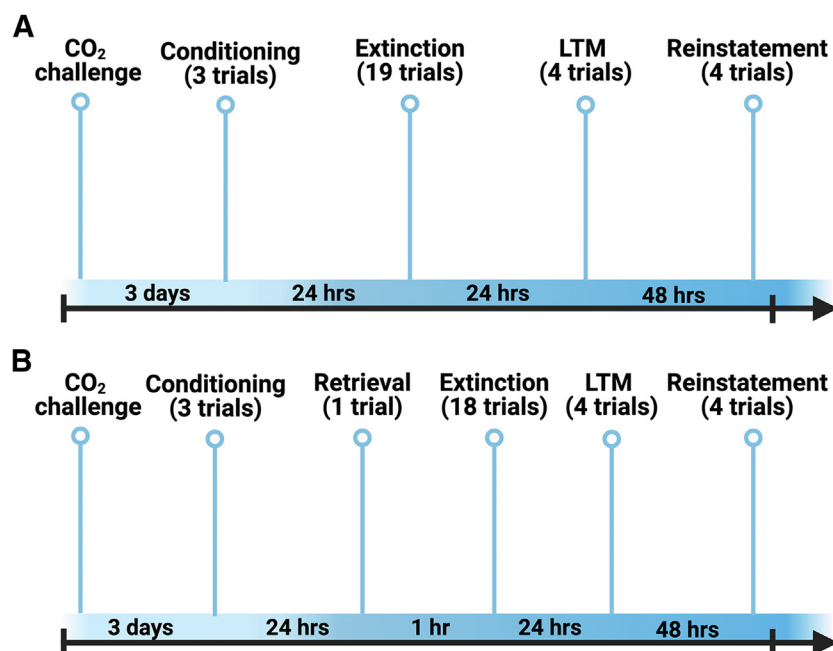 A
CO₂ challenge
Conditioning (3 trials)
Extinction (19 trials)
LTM (4 trials)
Reinstatement (4 trials)
3 days
24 hrs
24 hrs
48 hrs
B
CO₂ challenge
Conditioning (3 trials)
Retrieval (1 trial)
Extinction (18 trials)
LTM (4 trials)
Reinstatement (4 trials)
3 days
24 hrs
1 hr
24 hrs
48 hrs